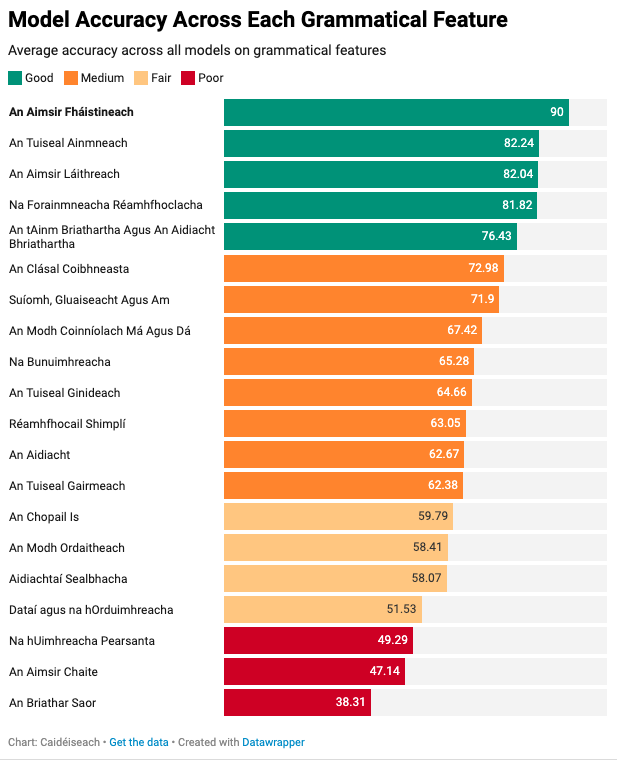 Model Accuracy Across Each Grammatical Feature
Average accuracy across all models on grammatical features
Good Medium Fair Poor
An Aimsir Fháistineach 90
An Tuiseal Ainmneach 82.24
An Aimsir Láithreach 82.04
Na Forainmneacha Réamhfhoclacha 81.82
An tAinm Briathartha Agus An Aidiacht
Bhriathartha 76.43
An Clásal Coibhneasta 72.98
Suíomh, Gluaiseacht Agus Am 71.9
An Modh Coinníolach Má Agus Dá 67.42
Na Bunuimhreacha 65.28
An Tuiseal Ginideach 64.66
Réamhfhocail Shimplí 63.05
An Aidiacht 62.67
An Tuiseal Gairmeach 62.38
An Chopail Is 59.79
An Modh Ordaitheach 58.41
Aidiachtaí Sealbhacha 58.07
Dataí agus na hOrduimhreacha 51.53
Na hUimhreacha Pearsanta 49.29
An Aimsir Chaite 47.14
An Briathar Saor 38.31
Chart: Caidéiseach • Get the data • Created with Datawrapper